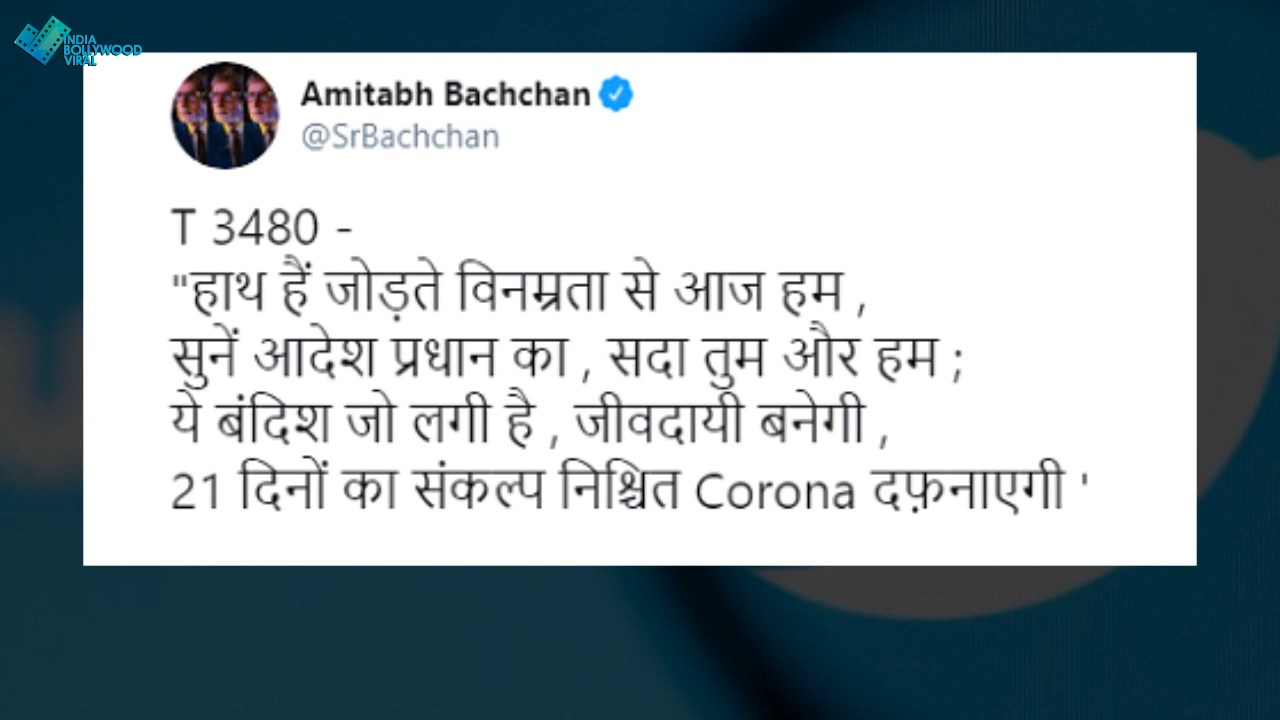 INDIA
BOLLYWOOD
VIRAL
Amitabh Bachchan
@SrBachchan
T 3480 -
"हाथ हैं जोड़ते विनम्रता से आज हम ,
सुनें आदेश प्रधान का , सदा तुम और हम ;
ये बंदिश जो लगी है , जीवदायी बनेगी ,
21 दिनों का संकल्प निश्चित Corona दफ़नाएगी '